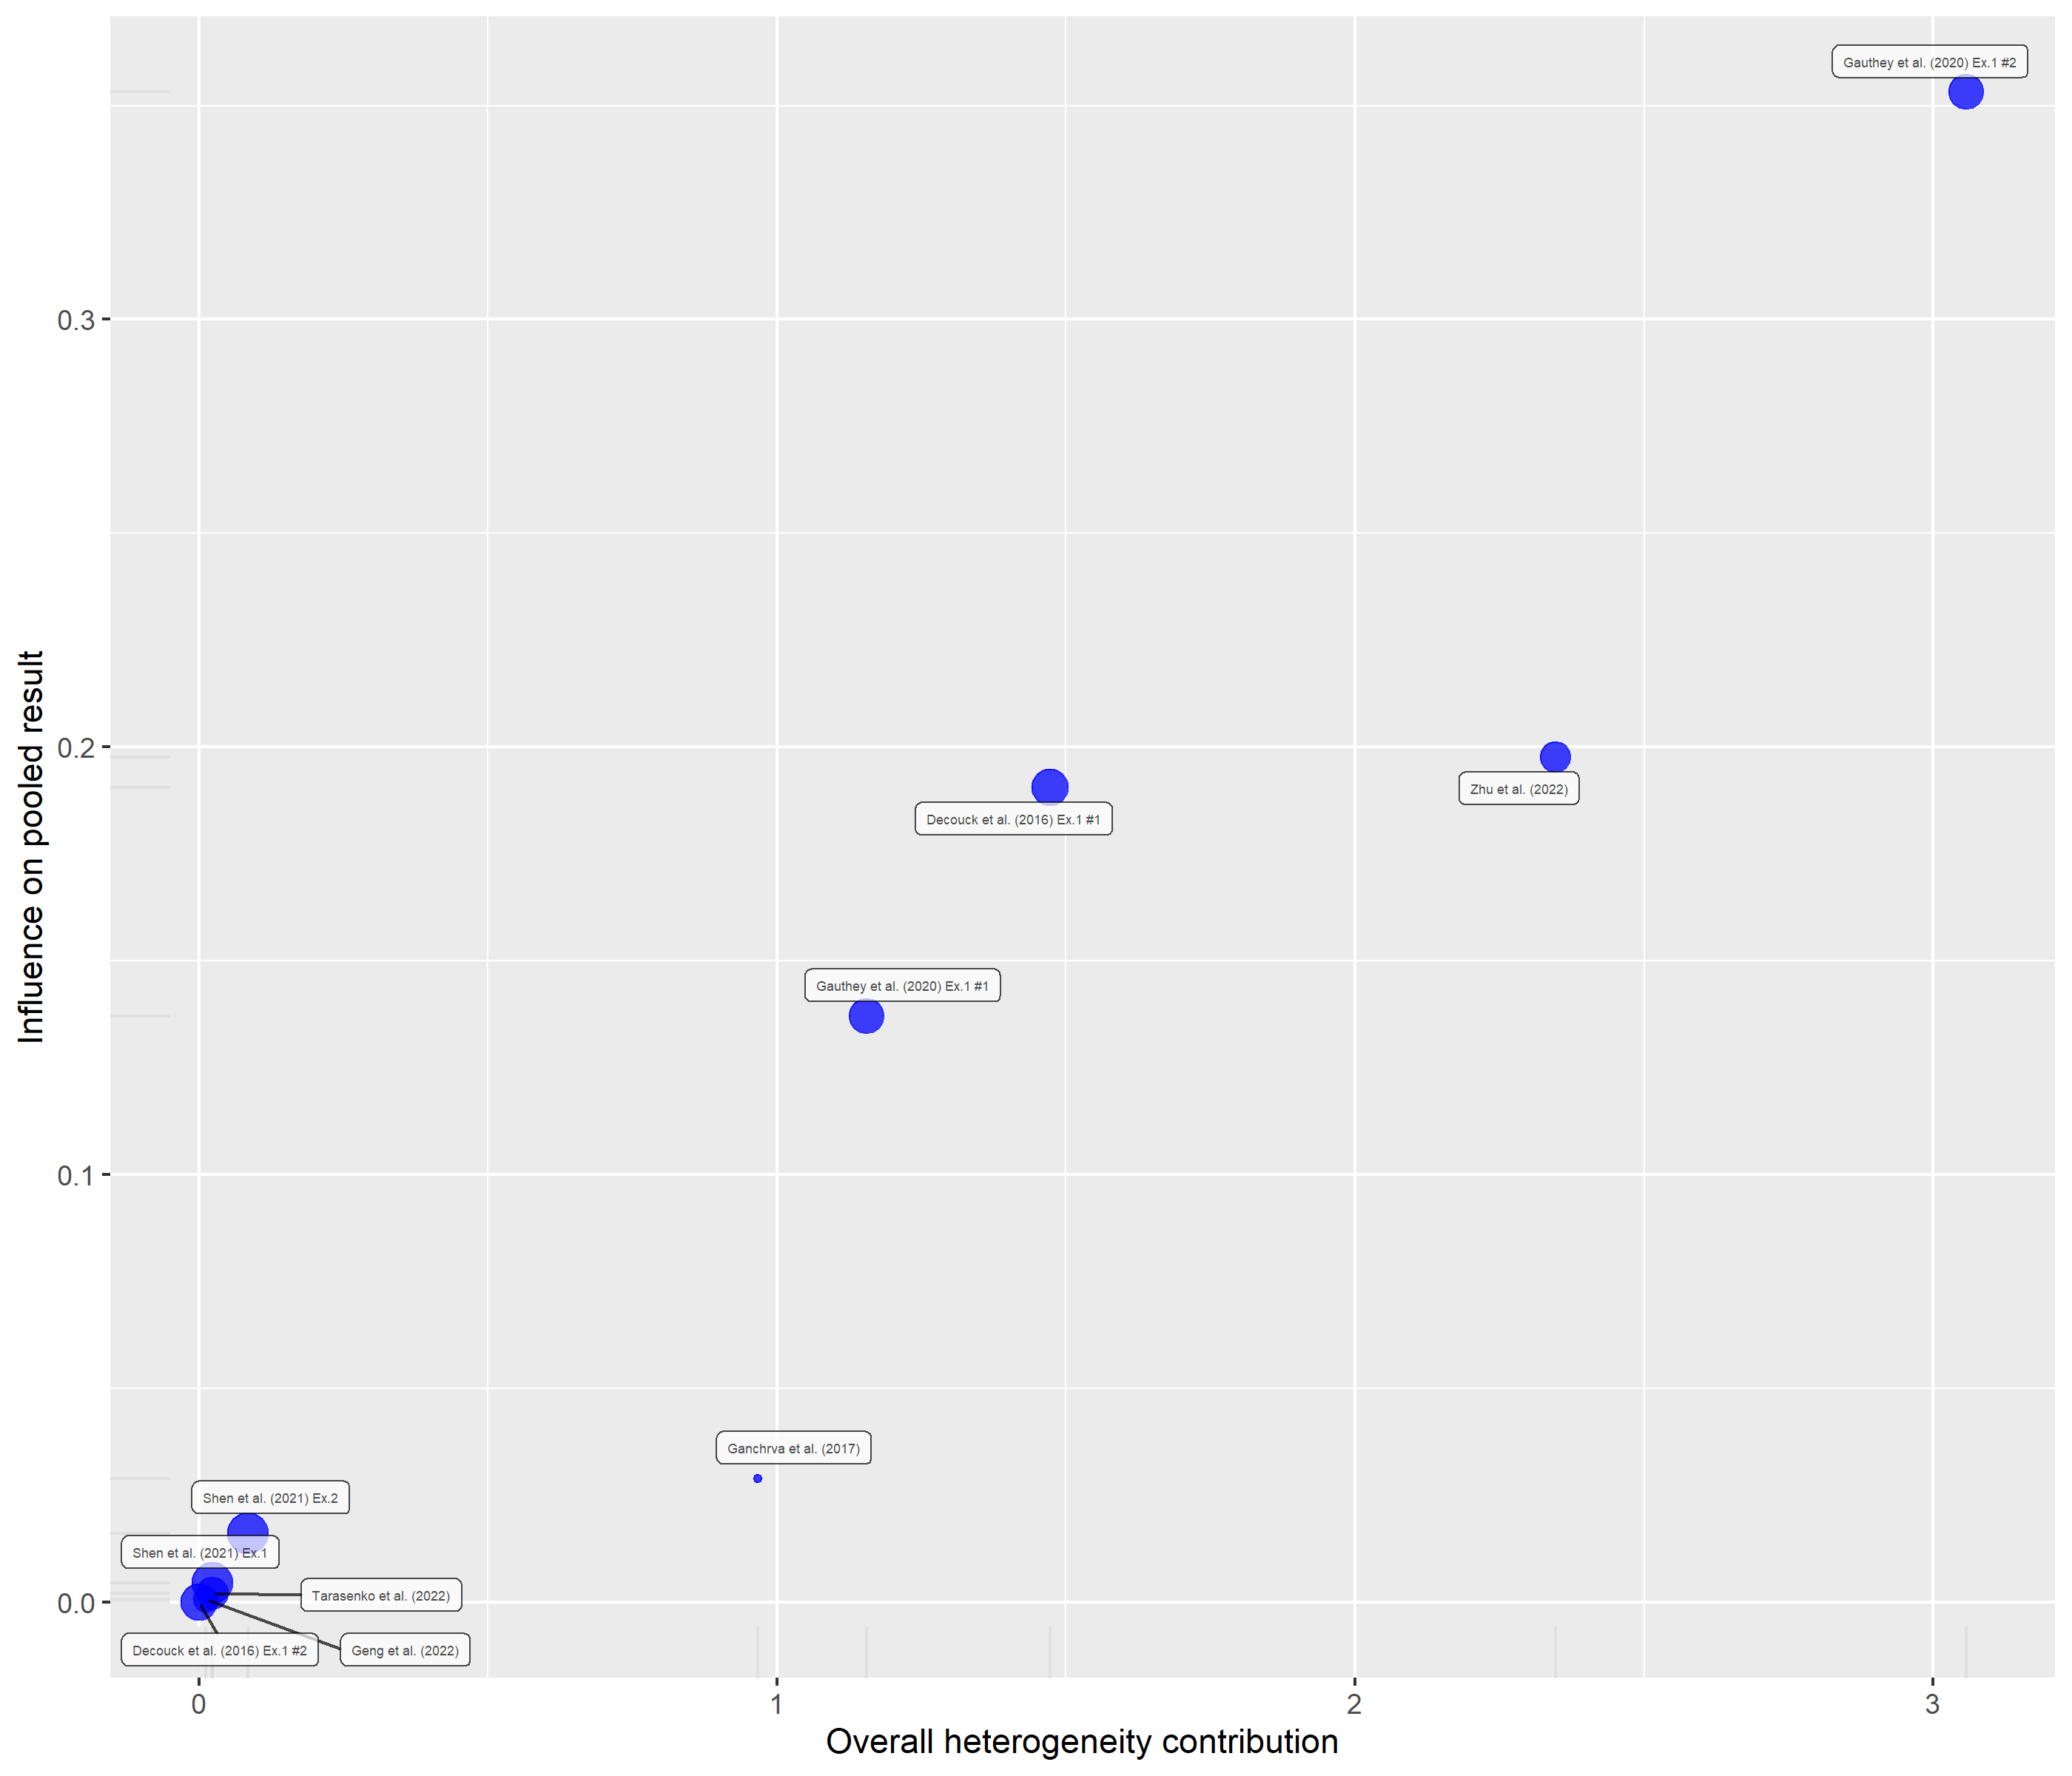 Gauthey et al. (2020) Ex.1 #2
0.3
0.2
Zhu et al. (2022)
Decouck et al. (2016) Ex.1 #1
Influence on pooled result
Gauthey et al. (2020) Ex.1 #1
0.1
Ganchrva et al. (2017)
Shen et al. (2021) Ex.2
Shen et al. (2021) Ex.1
Tarasenko et al. (2022)
0.0
Decouck et al. (2016) Ex.1 #2
Geng et al. (2022)
0
1
2
3
Overall heterogeneity contribution